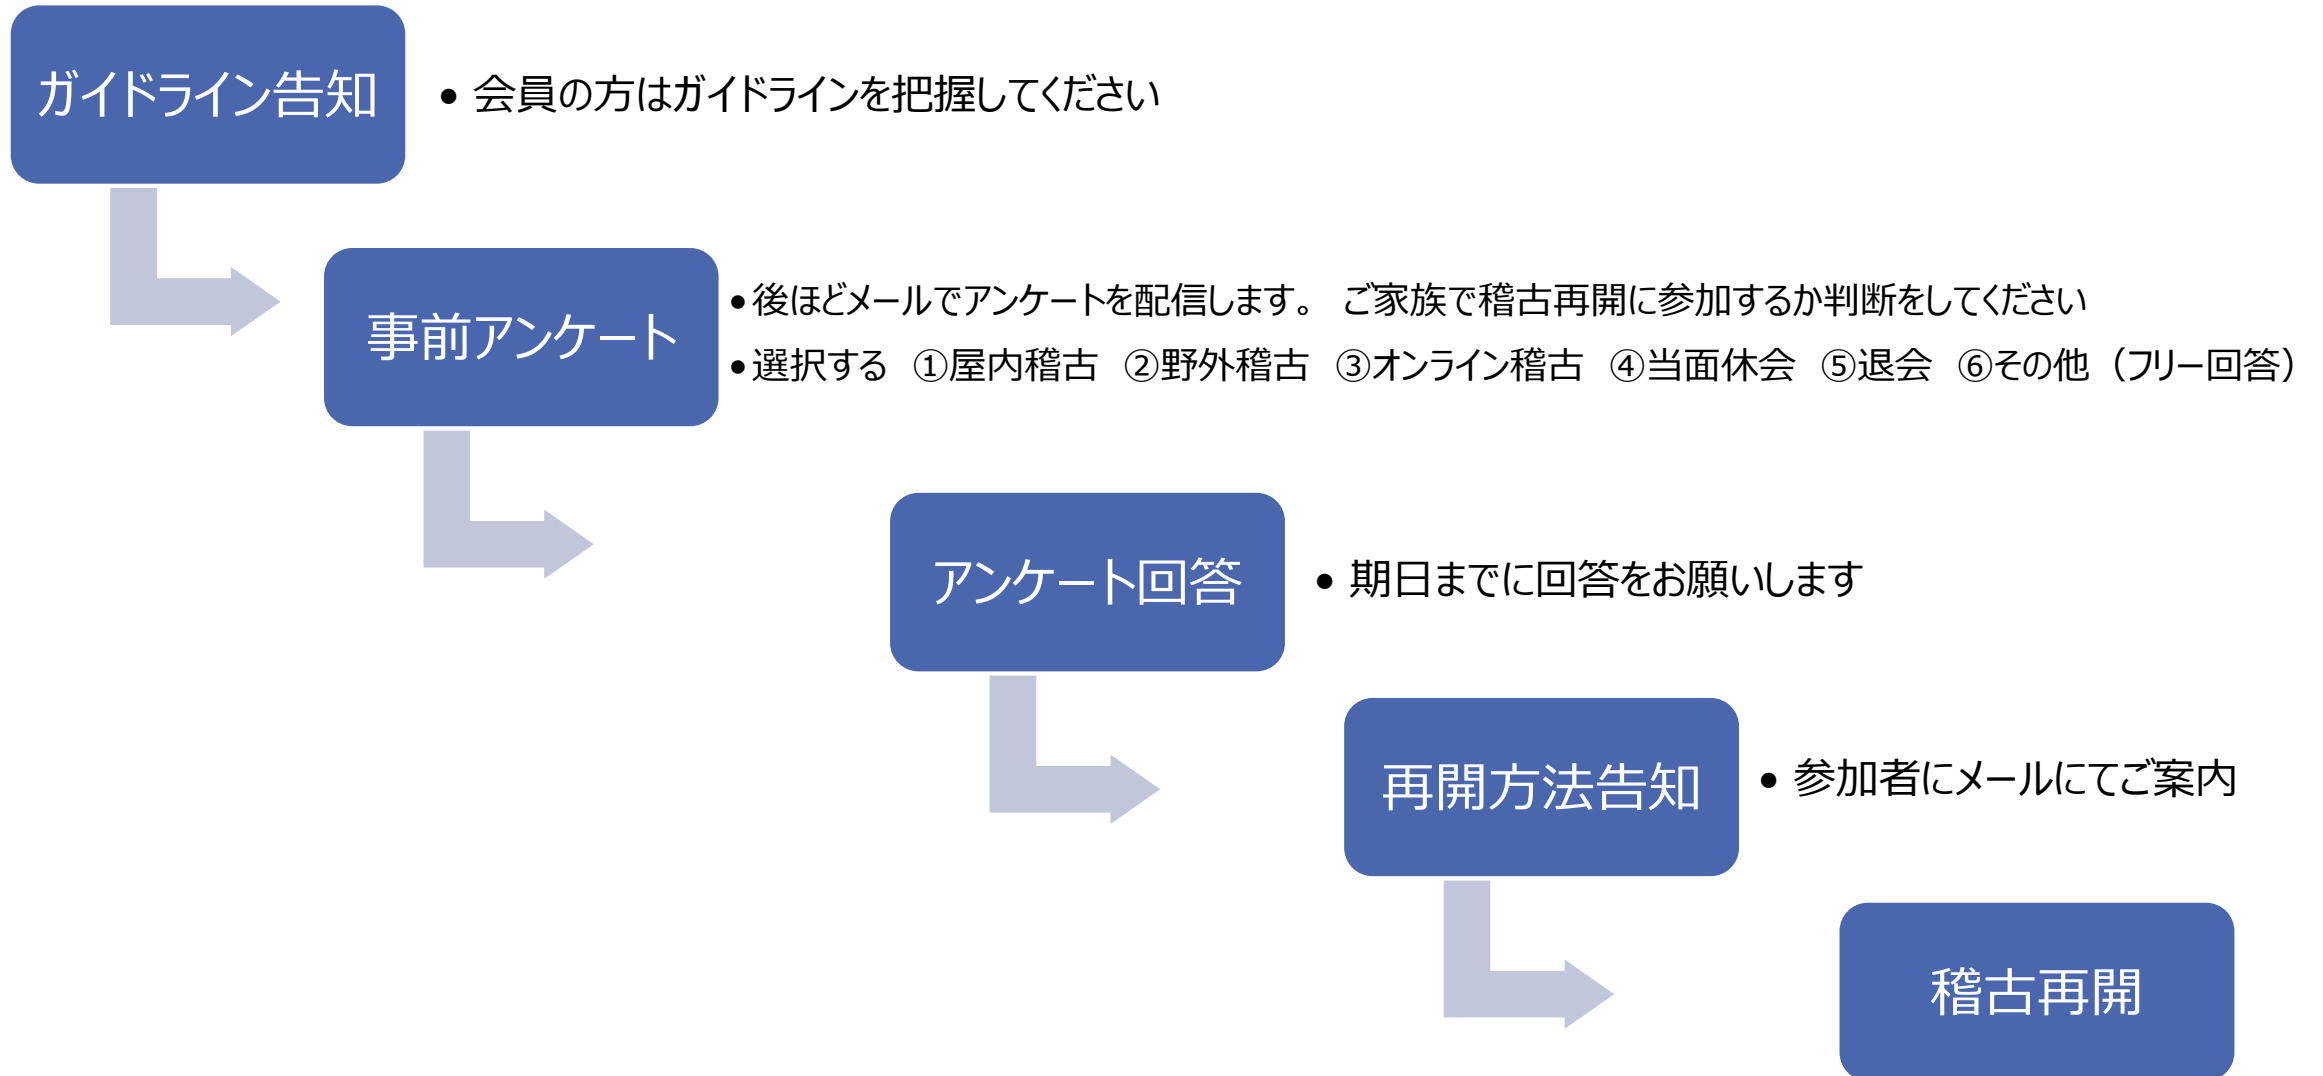 ガイドライン告知
• 会員の方はガイドラインを把握してください
事前アンケート
• 後ほどメールでアンケートを配信します。 ご家族で稽古再開に参加するか判断をしてください
• 選択する ①屋内稽古 ②野外稽古 ③オンライン稽古 ④当面休会 ⑤退会 ⑥その他（フリー回答）
アンケート回答
• 期日までに回答をお願いします
再開方法告知
• 参加者にメールにてご案内
稽古再開